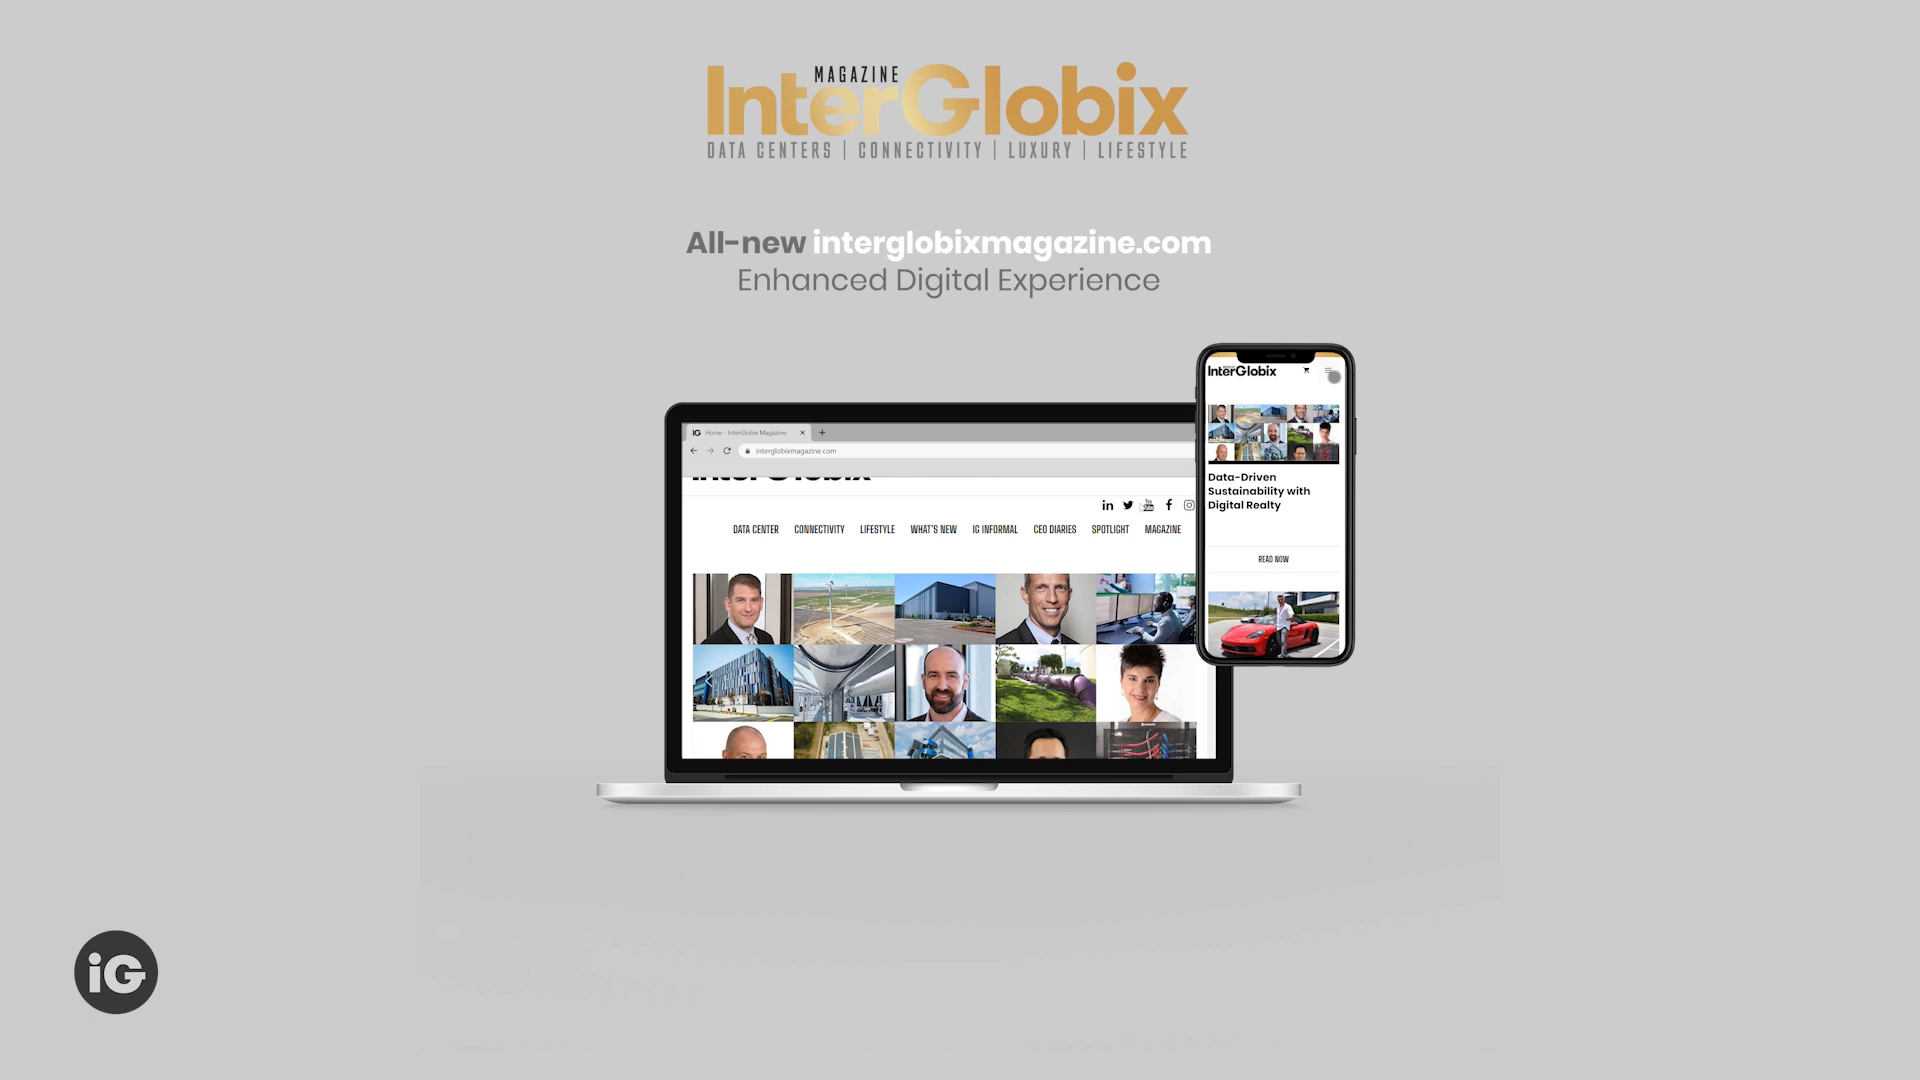 MAGAZINE
InterGlobix
DATA CENTERS | CONNECTIVITY | LUXURY | LIFESTYLE
All-new interglobixmagazine.com
Enhanced Digital Experience
IG Home - InterGlobix Magazine
interglobixmagazine.com
InterGlobix
DATA CENTER CONNECTIVITY LIFESTYLE WHAT'S NEW IG INFORMAL CEO DIARIES SPOTLIGHT MAGAZINE
InterGlobix
Data-Driven
Sustainability with
Digital Realty
READ NOW
iG